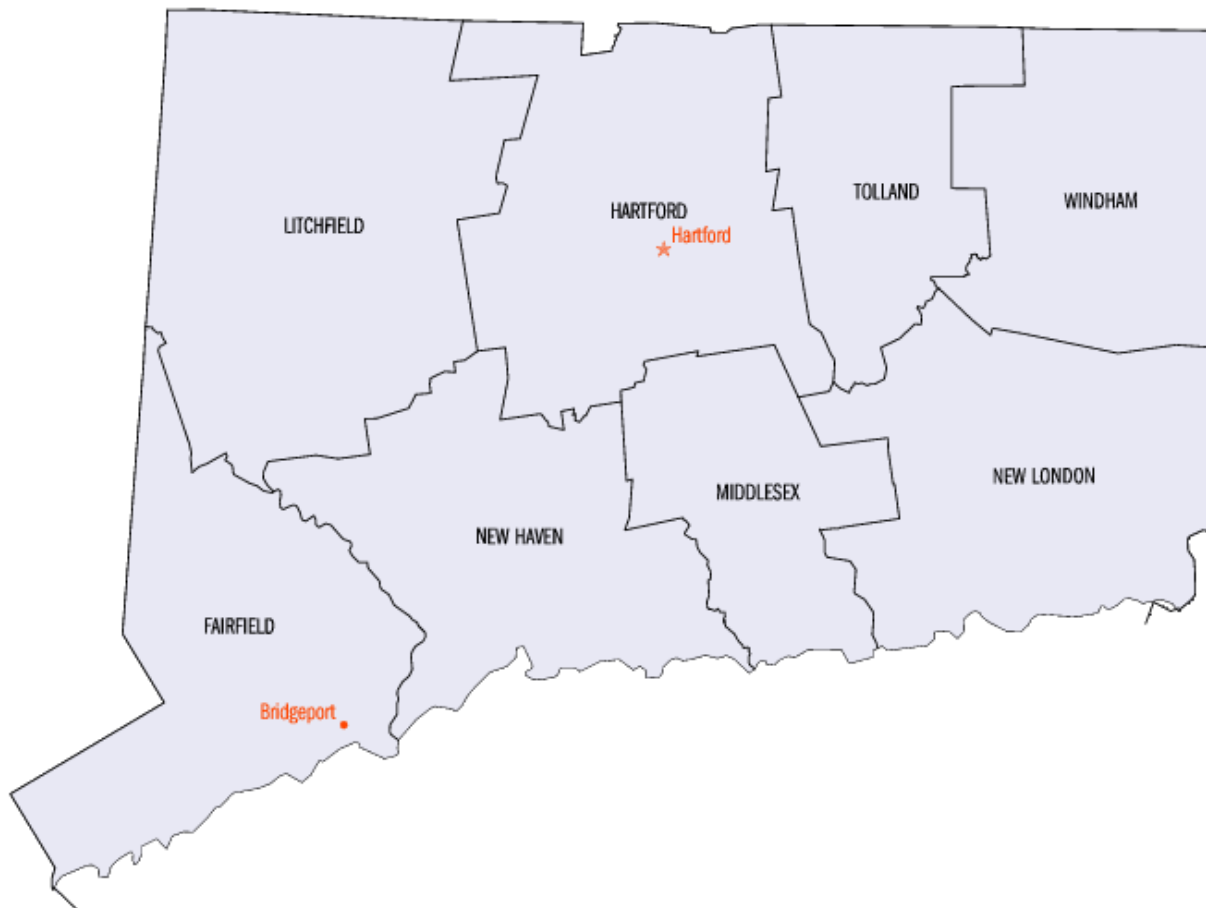 TOLLAND
WINDHAM
HARTFORD
LITCHFIELD
Hartford
NEW LONDON
MIDDLESEX
NEW HAVEN
FAIRFIELD
Bridgeport